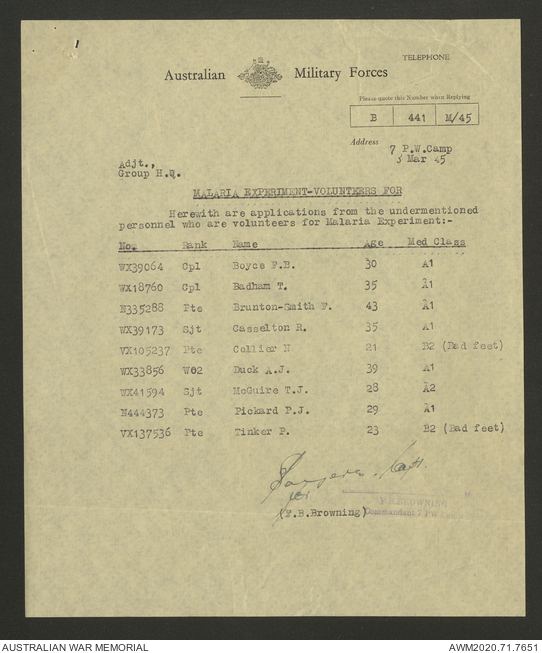 1
TELEPHONE
Australian Military Forces
Please quote this Number when Replying
B 441 M/45
Address
7 P.W.Camp
3 Mar 45
Adjt.,
Group H.Q.
MALARIA EXPERIMENT-VOLUNTEERS FOR
Herewith are applications from the undermentioned
personnel who are volunteers for Malaria Experiment:-
No. Rank Name Age Med Class
WX39064 Cpl Boyce F.B. 30 A1
WX18760 Cpl Badham T. 35 A1
N335288 Pte Brunton-Smith F. 43 A1
WX39173 Sjt Casselton R. 35 A1
VX105237 Pte Collier N 21 B2 (Bad feet)
WX33856 WO2 Duck A.J. 39 A1
WX41594 Sjt McGuire T.J. 28 A2
N444373 Pte Pickard P.J. 29 A1
VX137536 Pte Tinker P. 23 B2 (Bad feet)
for
F.B.BROWNING
(F.B.Browning) Commandant 7 P.W.
AUSTRALIAN WAR MEMORIAL AWM2020.71.7651